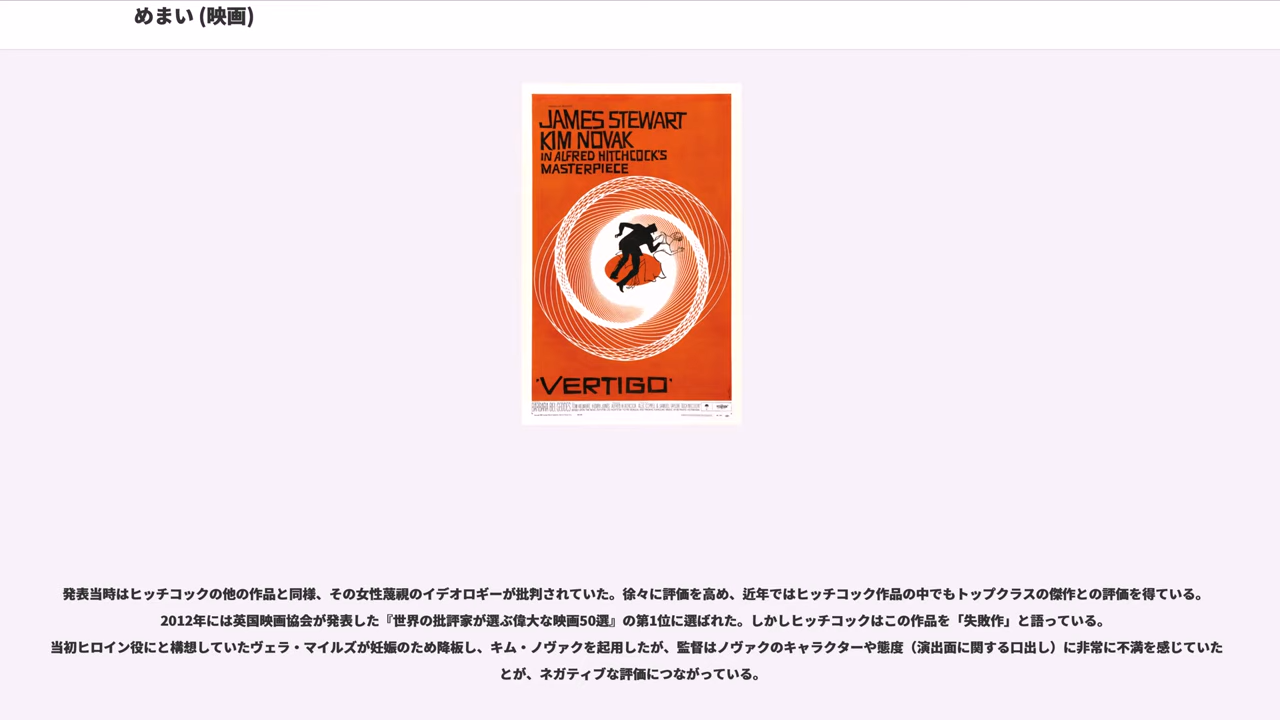 めまい (映画)
JAMES STEWART
KIM NOVAK
IN ALFRED HITCHCOCK'S
MASTERPIECE
'VERTIGO'
発表当時はヒッチコックの他の作品と同様、その女性蔑視のイデオロギーが批判されていた。徐々に評価を高め、近年ではヒッチコック作品の中でもトップクラスの傑作との評価を得ている。
2012年には英国映画協会が発表した『世界の批評家が選ぶ偉大な映画50選』の第1位に選ばれた。しかしヒッチコックはこの作品を「失敗作」と語っている。
当初ヒロイン役にと構想していたヴェラ・マイルズが妊娠のため降板し、キム・ノヴァクを起用したが、監督はノヴァクのキャラクターや態度（演出面に関する口出し）に非常に不満を感じていた
とが、ネガティブな評価につながっている。